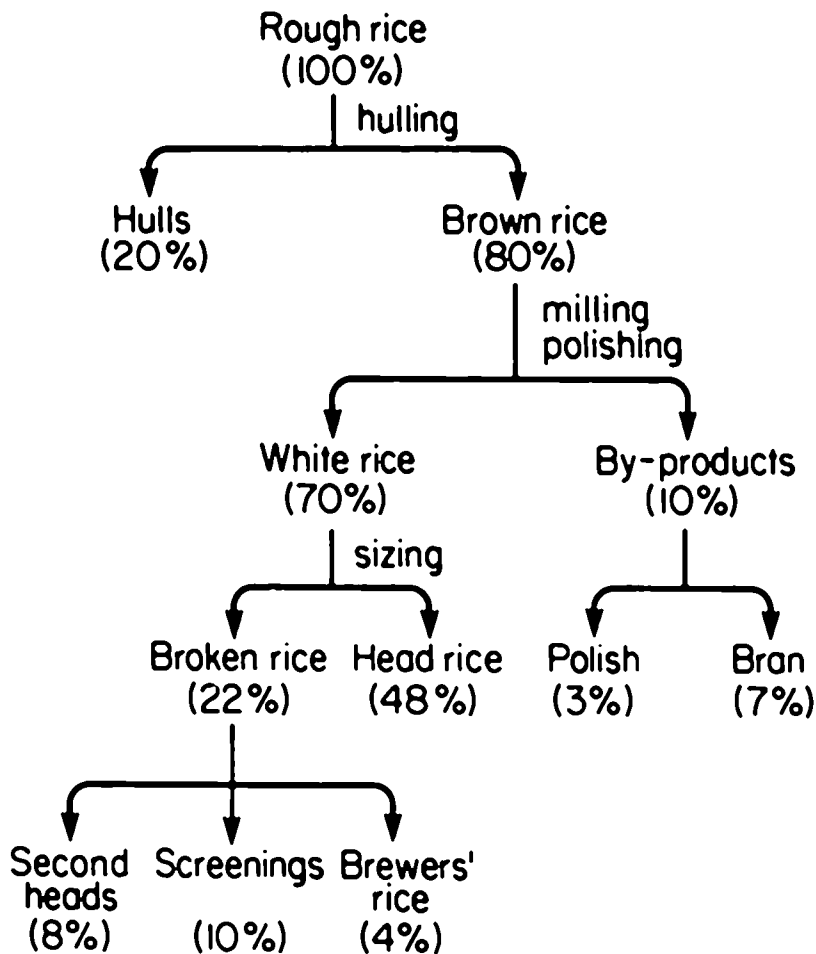 Rough rice
(100%)
hulling
Hulls
(20%)
Brown rice
(80%)
milling
polishing
White rice
(70%)
By-products
(10%)
sizing
Broken rice
(22%)
Head rice
(48%)
Polish
(3%)
Bran
(7%)
Second
heads
(8%)
Screenings
(10%)
Brewers'
rice
(4%)